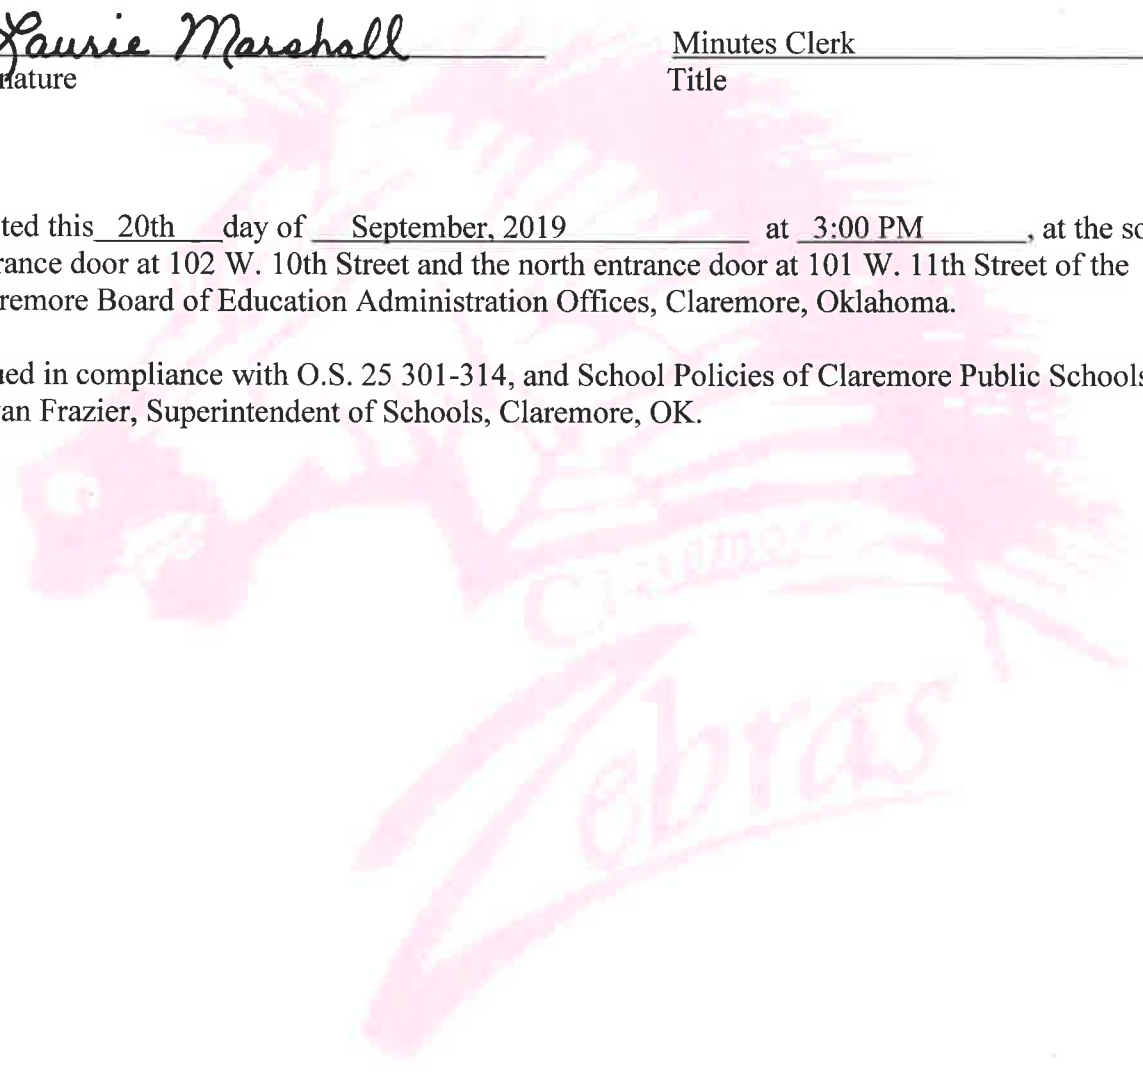 Laurie Marshall Minutes Clerk
nature Title
ted this 20th day of September, 2019 at 3:00 PM, at the so
rance door at 102 W. 10th Street and the north entrance door at 101 W. 11th Street of the
remore Board of Education Administration Offices, Claremore, Oklahoma.
ued in compliance with O.S. 25 301-314, and School Policies of Claremore Public Schools
an Frazier, Superintendent of Schools, Claremore, OK.
Claremore
Zebras